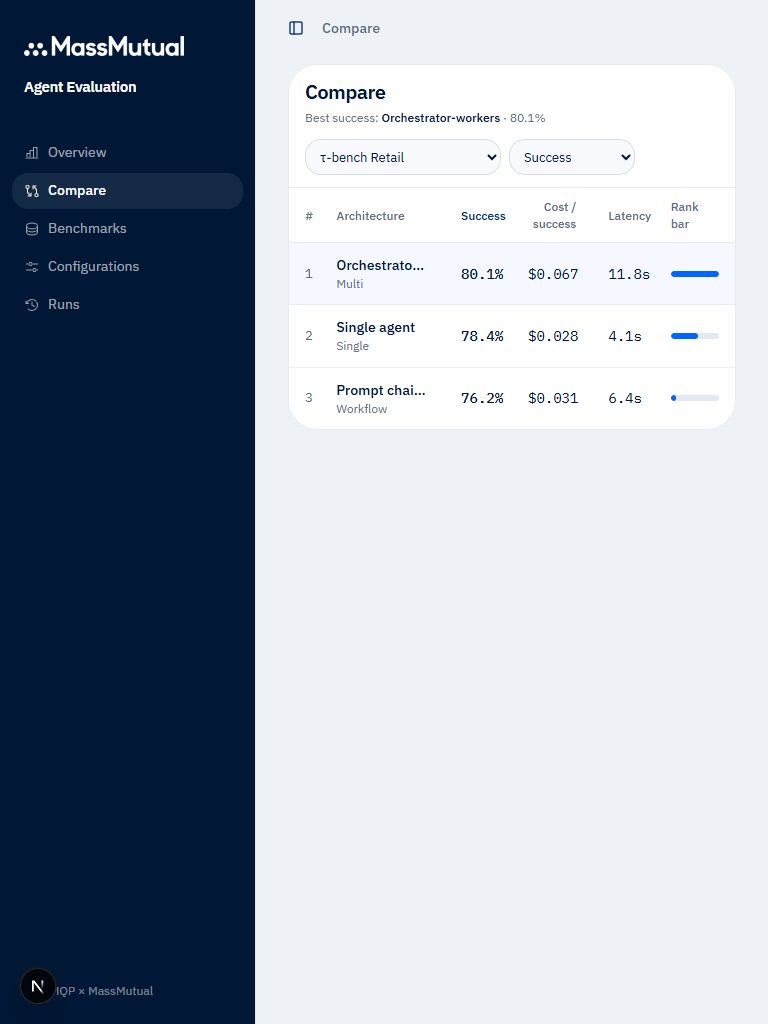 MassMutual
Agent Evaluation
Overview
Compare
Benchmarks
Configurations
Runs
N
IQP × MassMutual
Compare
Compare
Best success: Orchestrator-workers · 80.1%
τ-bench Retail Success
# Architecture Success Cost / success Latency Rank bar
1 Orchestrato... 80.1% $0.067 11.8s
Multi
2 Single agent 78.4% $0.028 4.1s
Single
3 Prompt chai... 76.2% $0.031 6.4s
Workflow